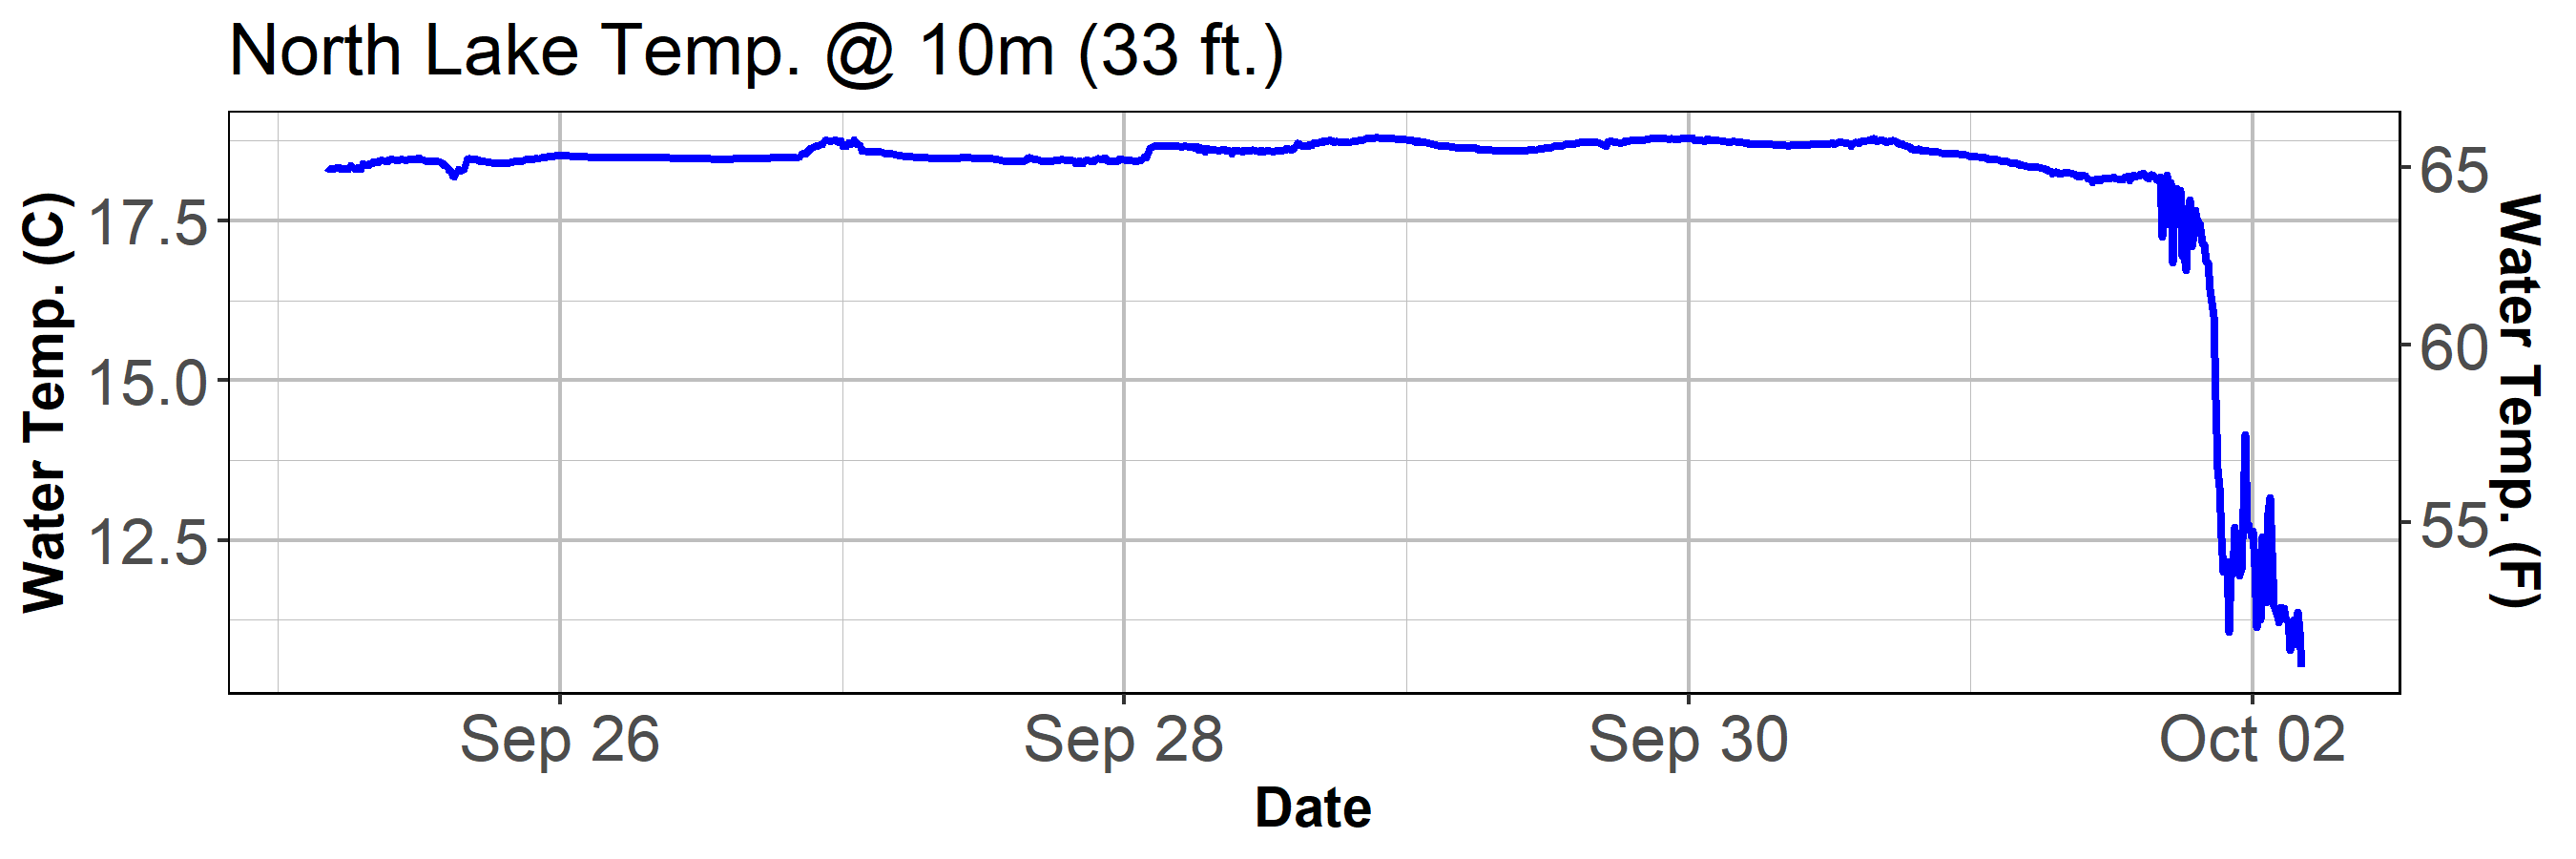 North Lake Temp. @ 10m (33 ft.)
Water Temp. (C)
17.5
15.0
12.5
65
60
55
Water Temp. (F)
Sep 26
Sep 28
Sep 30
Oct 02
Date